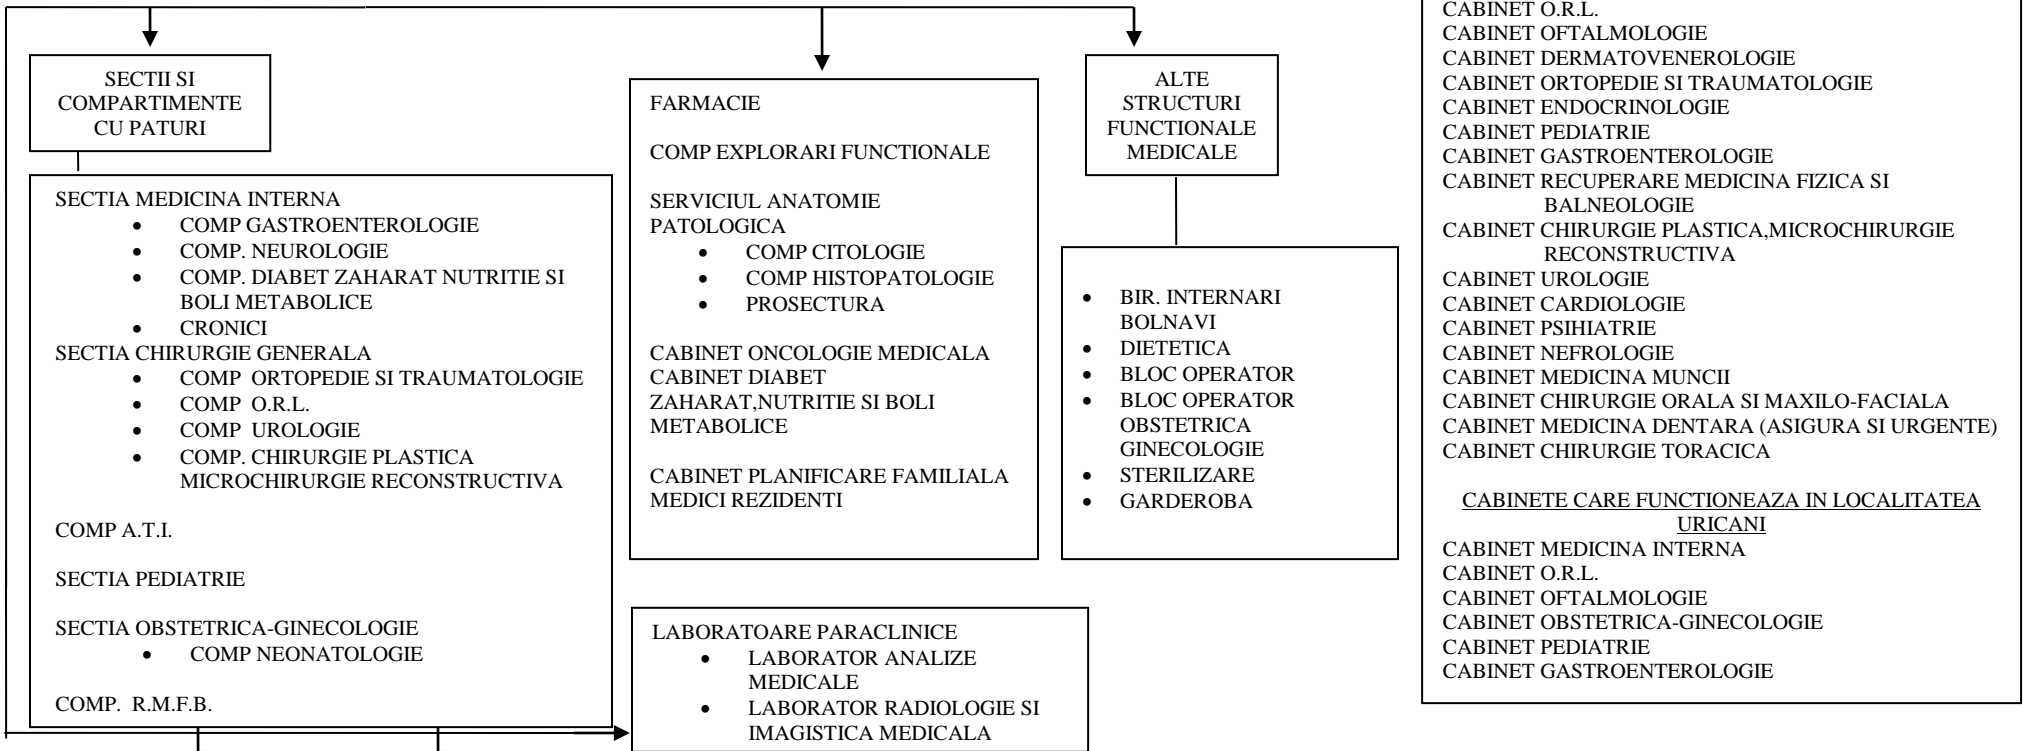 SECTII SI
COMPARTIMENTE
CU PATURI
SECTIA MEDICINA INTERNA
• COMP GASTROENTEROLOGIE
• COMP. NEUROLOGIE
• COMP. DIABET ZAHARAT NUTRITIE SI
BOLI METABOLICE
• CRONICI
SECTIA CHIRURGIE GENERALA
• COMP ORTOPEDIE SI TRAUMATOLOGIE
• COMP O.R.L.
• COMP UROLOGIE
• COMP. CHIRURGIE PLASTICA
MICROCHIRURGIE RECONSTRUCTIVA
COMP A.T.I.
SECTIA PEDIATRIE
SECTIA OBSTETRICA-GINECOLOGIE
• COMP NEONATOLOGIE
COMP. R.M.F.B.
FARMACIE
COMP EXPLORARI FUNCTIONALE
SERVICIUL ANATOMIE
PATOLOGICA
• COMP CITOLOGIE
• COMP HISTOPATOLOGIE
• PROSECTURA
CABINET ONCOLOGIE MEDICALA
CABINET DIABET
ZAHARAT,NUTRITIE SI BOLI
METABOLICE
CABINET PLANIFICARE FAMILIALA
MEDICI REZIDENTI
LABORATOARE PARACLINICE
• LABORATOR ANALIZE
MEDICALE
• LABORATOR RADIOLOGIE SI
IMAGISTICA MEDICALA
ALTE
STRUCTURI
FUNCTIONALE
MEDICALE
• BIR. INTERNARI
BOLNAVI
• DIETETICA
• BLOC OPERATOR
• BLOC OPERATOR
OBSTETRICA
GINECOLOGIE
• STERILIZARE
• GARDEROBA
CABINET O.R.L.
CABINET OFTALMOLOGIE
CABINET DERMATOVENEROLOGIE
CABINET ORTOPEDIE SI TRAUMATOLOGIE
CABINET ENDOCRINOLOGIE
CABINET PEDIATRIE
CABINET GASTROENTEROLOGIE
CABINET RECUPERARE MEDICINA FIZICA SI
BALNEOLOGIE
CABINET CHIRURGIE PLASTICA,MICROCHIRURGIE
RECONSTRUCTIVA
CABINET UROLOGIE
CABINET CARDIOLOGIE
CABINET PSIHIATRIE
CABINET NEFROLOGIE
CABINET MEDICINA MUNCII
CABINET CHIRURGIE ORALA SI MAXILO-FACIALA
CABINET MEDICINA DENTARA (ASIGURA SI URGENTE)
CABINET CHIRURGIE TORACICA
CABINETE CARE FUNCTIONEAZA IN LOCALITATEA
URICANI
CABINET MEDICINA INTERNA
CABINET O.R.L.
CABINET OFTALMOLOGIE
CABINET OBSTETRICA-GINECOLOGIE
CABINET PEDIATRIE
CABINET GASTROENTEROLOGIE